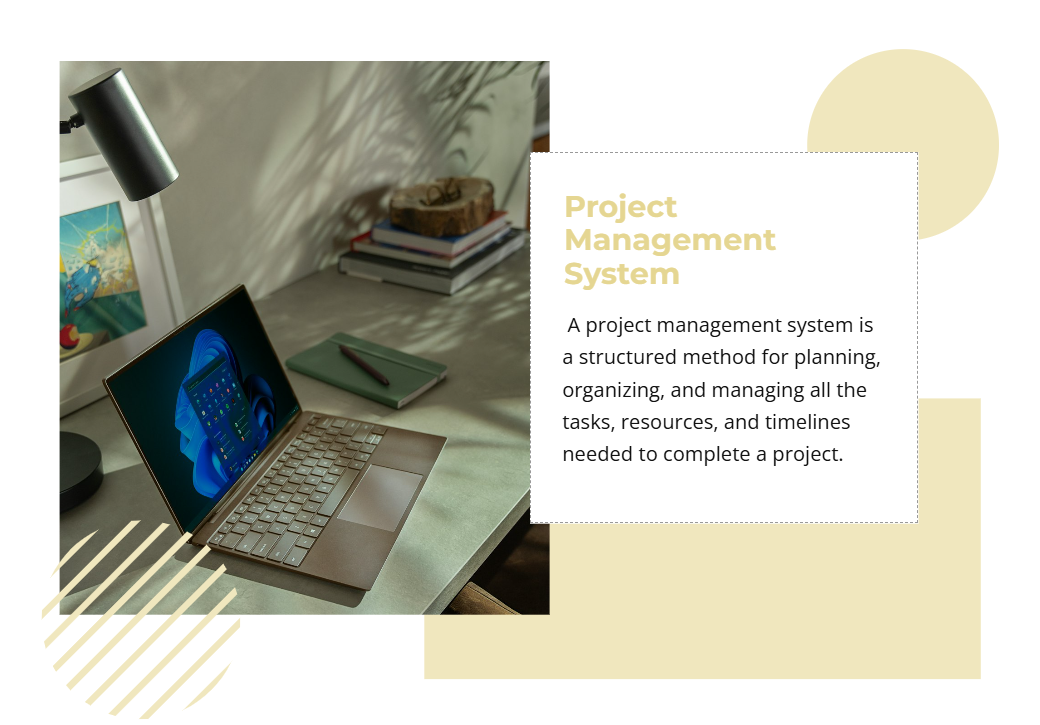 Project
Management
System
A project management system is
a structured method for planning,
organizing, and managing all the
tasks, resources, and timelines
needed to complete a project.